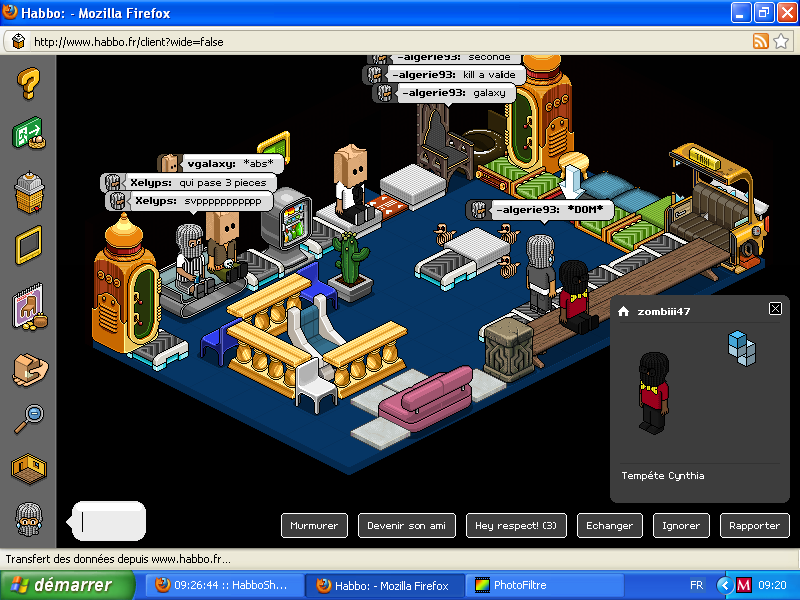 Habbo: - Mozilla Firefox
http://www.habbo.fr/client?wide=false
-algerie93: seconde
-algerie93: kill a valide
-algerie93: galaxy
vgalaxy: *abs*
Xelyps: qui pase 3 pieces
Xelyps: svpppppppppp
-algerie93: *DOM*
zombiii47
Tempéte Cynthia
Murmurer
Devenir son ami
Hey respect! (3)
Echanger
Ignorer
Rapporter
Transfert des données depuis www.habbo.fr...
démarrer
09:26:44 :: HabboSh...
Habbo: - Mozilla Firefox
PhotoFiltre
FR
M
09:20